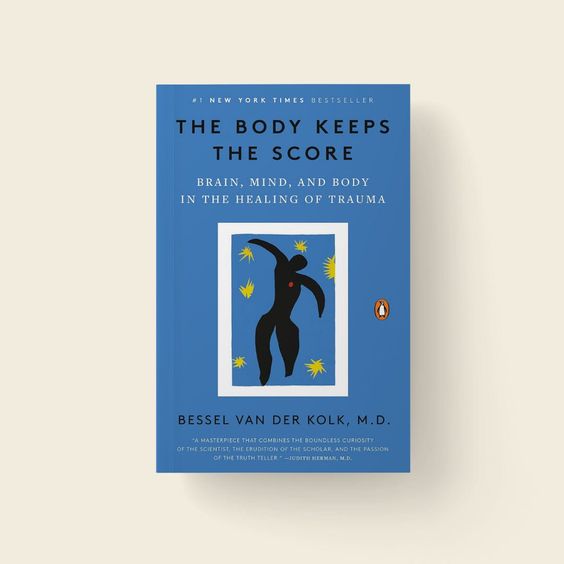 #1 NEW YORK TIMES BESTSELLER
THE BODY KEEPS
THE SCORE
BRAIN, MIND, AND BODY
IN THE HEALING OF TRAUMA
BESSEL VAN DER KOLK, M.D.
"A MASTERPIECE THAT COMBINES THE BOUNDLESS CURIOSITY
OF THE SCIENTIST, THE ERUDITION OF THE SCHOLAR, AND THE PASSION
OF THE TRUTH TELLER." —JUDITH HERMAN, M.D.